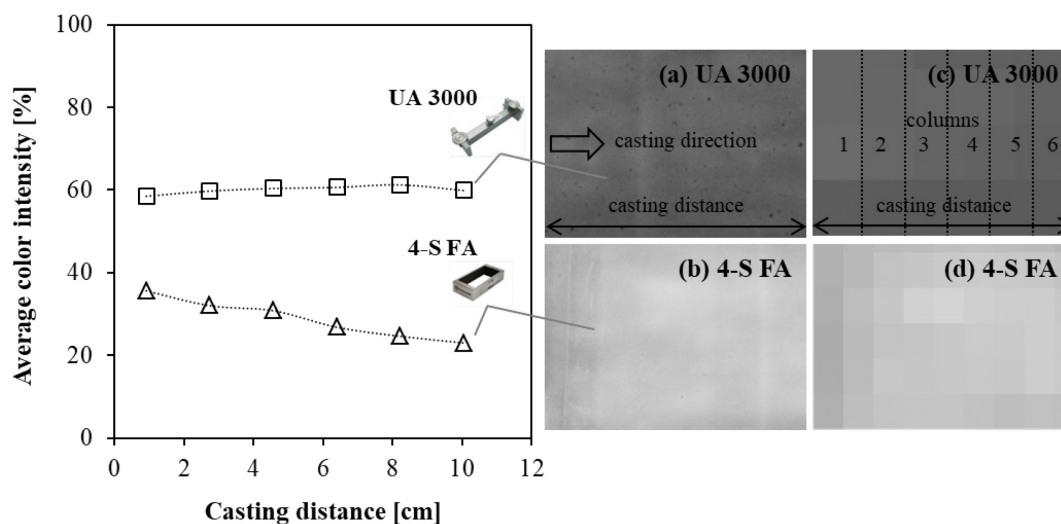 Average color intensity [%]
100
80
60
40
20
0
0 2 4 6 8 10 12
Casting distance [cm]
UA 3000
4-S FA
(a) UA 3000
casting direction
casting distance
(c) UA 3000
columns
1 2 3 4 5 6
casting distance
(b) 4-S FA
(d) 4-S FA